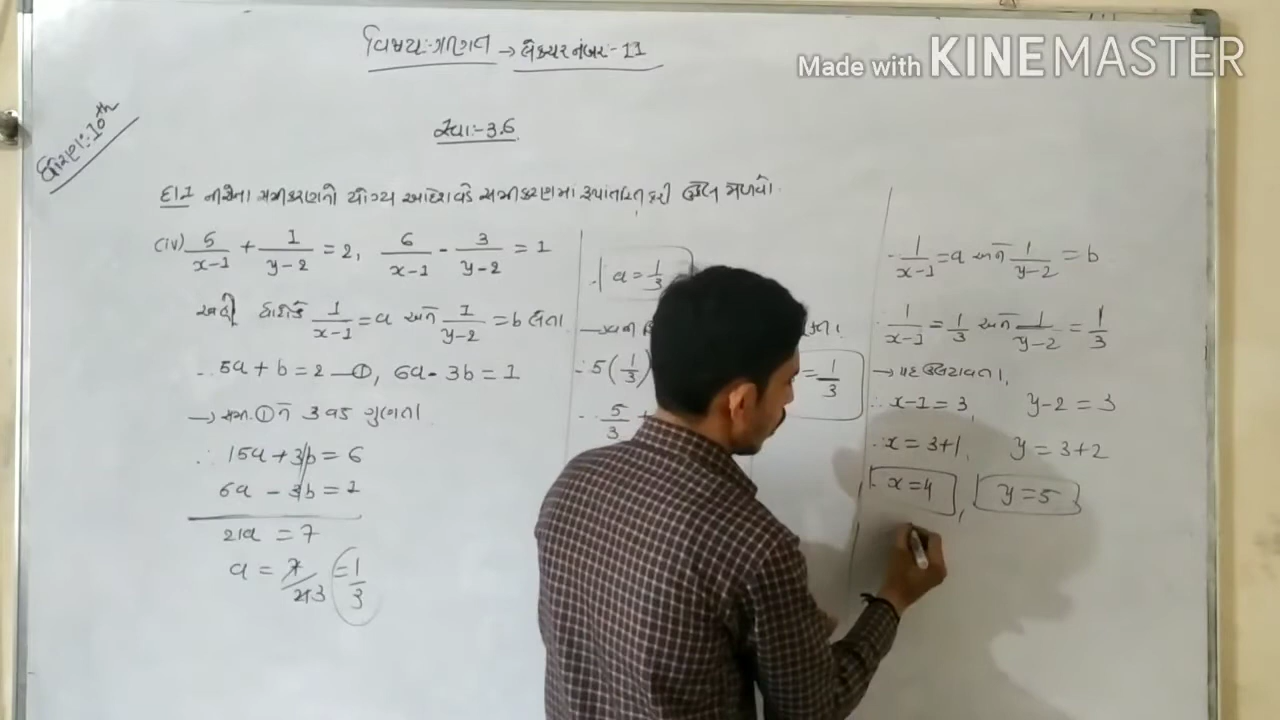 વિષય:-ગણિત → લેક્ચર નંબર:- 11
Made with KINEMASTER
ધોરણ:-10th
સ્વા:-3.6
દા.1 નીચેના સમીકરણની યોગ્ય આદેશ વડે સમીકરણમાં રૂપાંતરિત કરી ઉકેલ મેળવો.
(iv) 5/(x-1) + 1/(y-2) = 2, 6/(x-1) - 3/(y-2) = 1
અહીં ધારોકે 1/(x-1) = a અને 1/(y-2) = b લેતા
∴ 5a + b = 2 —①, 6a - 3b = 1
→ સમી. ①ને 3 વડે ગુણતા
∴ 15a + 3b = 6
6a - 3b = 1
21a = 7
a = 7/21 3 = 1/3
∴ a = 1/3
∴ 5(1/3)
∴ 5/3 +
= 1/3
∴ 1/(x-1) = a અને 1/(y-2) = b
∴ 1/(x-1) = 1/3 અને 1/(y-2) = 1/3
→ પદ ઉલટાવતા,
∴ x-1 = 3, y-2 = 3
∴ x = 3+1, y = 3+2
∴ x = 4, y = 5